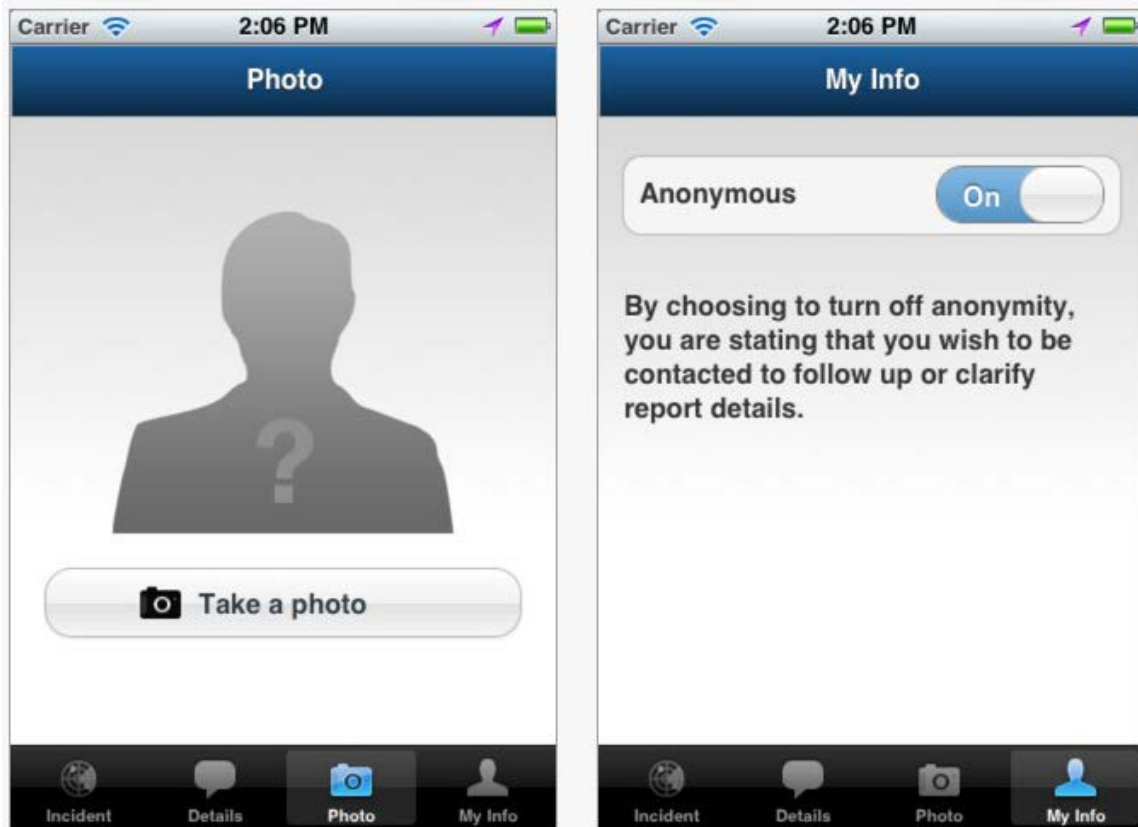 Carrier 2:06 PM
Photo
?
Take a photo
Incident Details Photo My Info
Carrier 2:06 PM
My Info
Anonymous On
By choosing to turn off anonymity,
you are stating that you wish to be
contacted to follow up or clarify
report details.
Incident Details Photo My Info